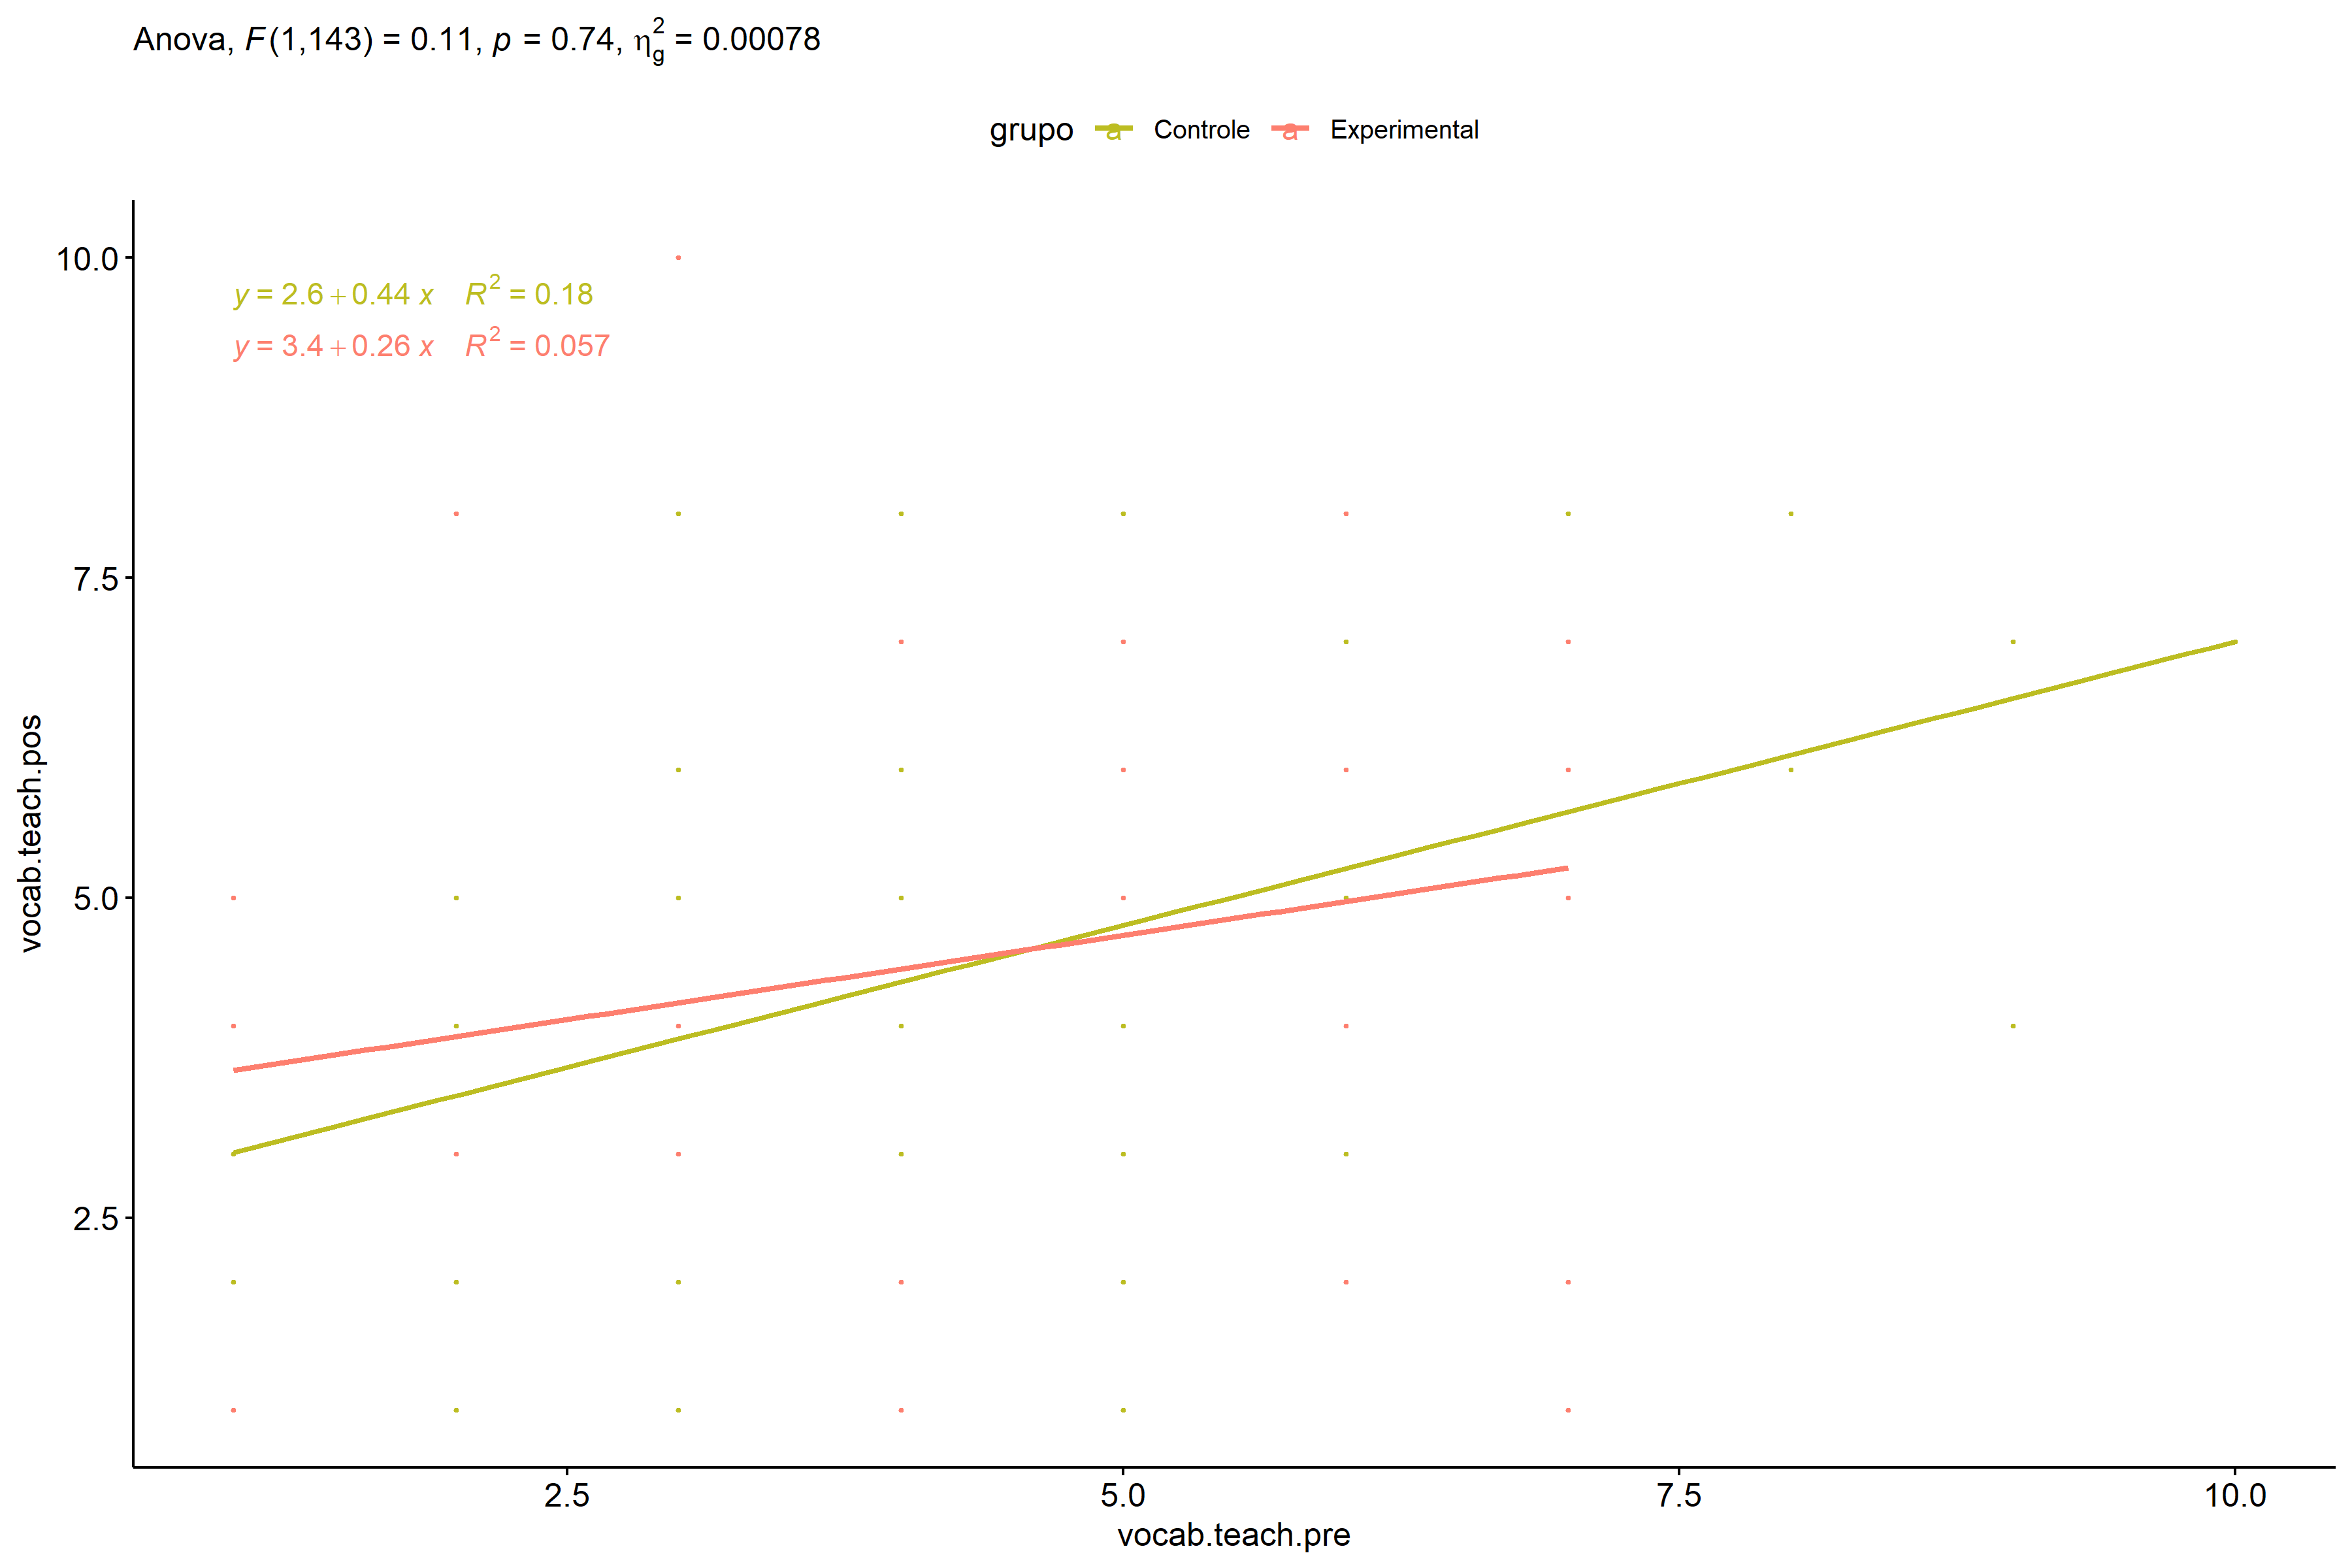 Anova, F(1,143) = 0.11, p = 0.74, η²g = 0.00078
grupo a Controle a Experimental
10.0
7.5
5.0
2.5
y = 2.6 + 0.44 x R² = 0.18
y = 3.4 + 0.26 x R² = 0.057
vocab.teach.pos
2.5 5.0 7.5 10.0
vocab.teach.pre